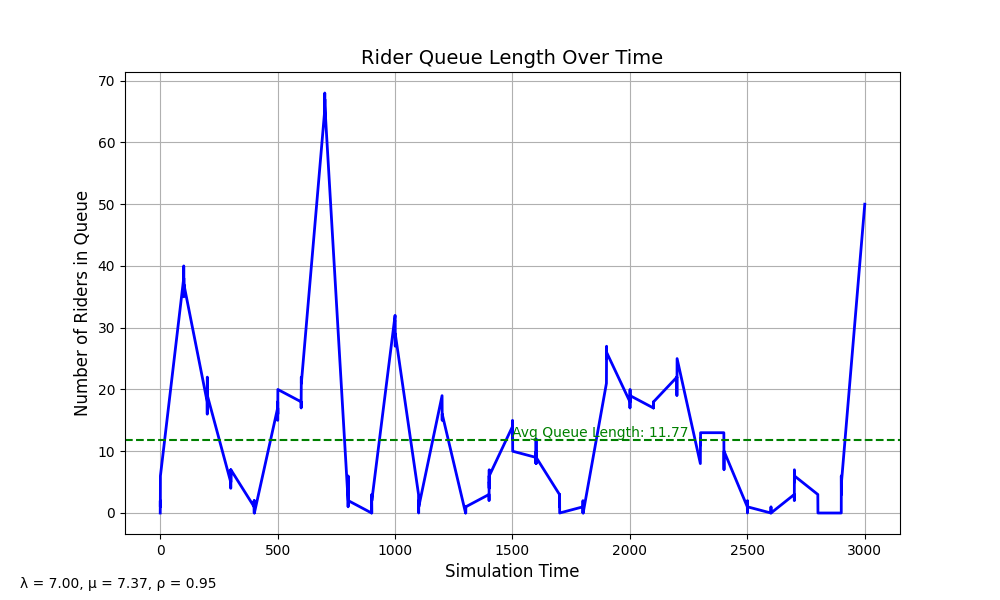 Rider Queue Length Over Time
Number of Riders in Queue
70
60
50
40
30
20
10
0
Avg Queue Length: 11.77
0 500 1000 1500 2000 2500 3000
Simulation Time
λ = 7.00, μ = 7.37, ρ = 0.95